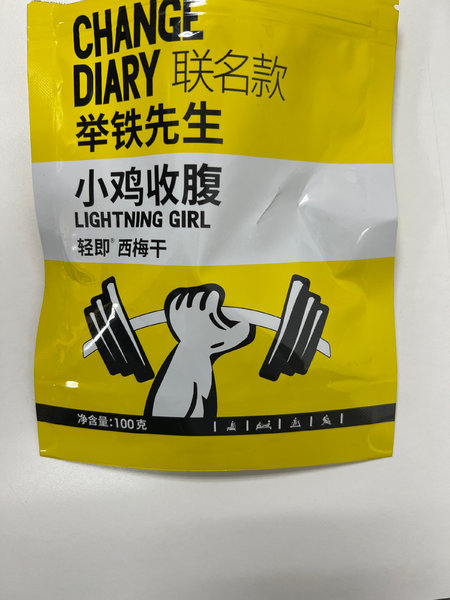 CHANGE
DIARY 联名款
举铁先生
小鸡收腹
LIGHTNING GIRL
轻即® 西梅干
净含量:100克